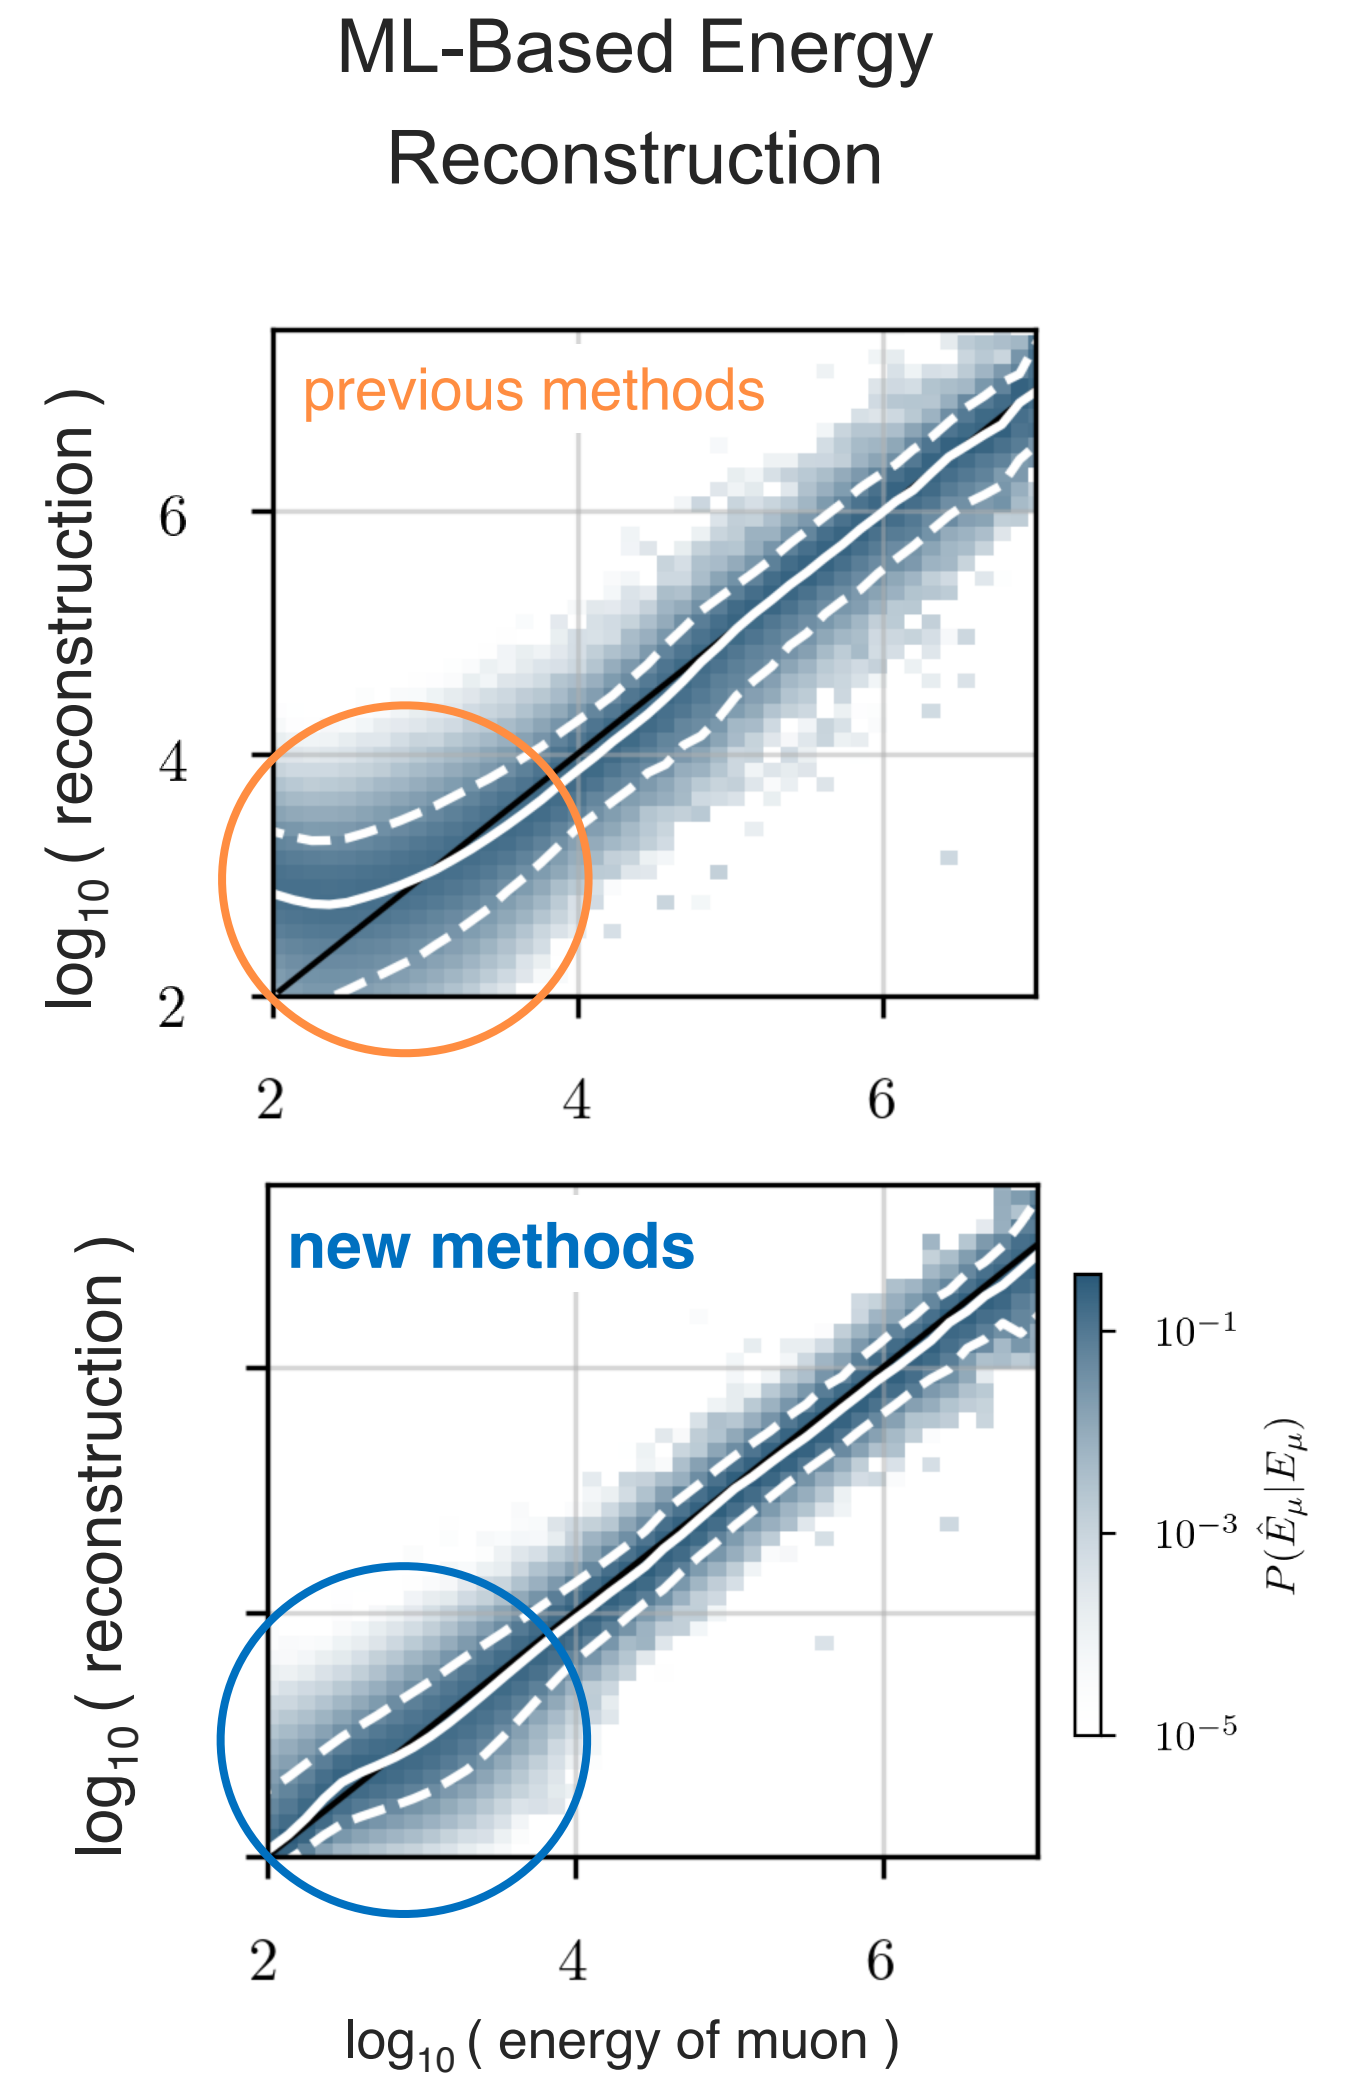 ML-Based Energy
Reconstruction
previous methods
log₁₀ ( reconstruction )
6
4
2
2 4 6
new methods
log₁₀ ( reconstruction )
10⁻¹
10⁻³
10⁻⁵
P(Ê_μ|E_μ)
2 4 6
log₁₀ ( energy of muon )